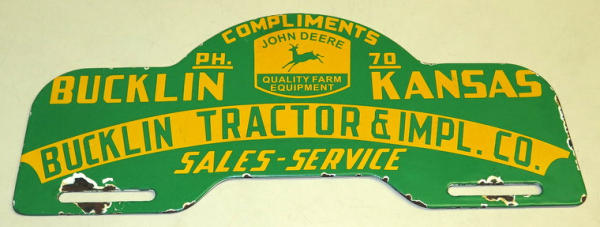 COMPLIMENTS
JOHN DEERE
QUALITY FARM
EQUIPMENT
PH. 70
BUCKLIN KANSAS
BUCKLIN TRACTOR & IMPL. CO.
SALES-SERVICE